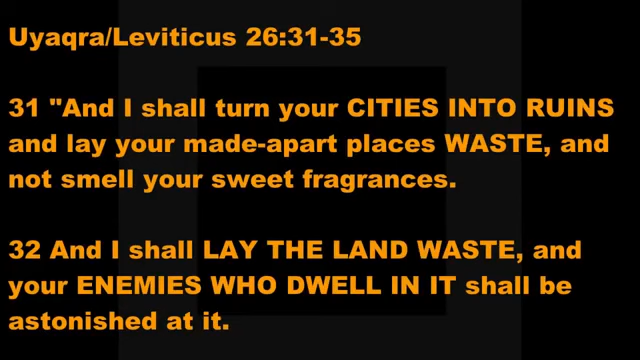 Uyaqra/Leviticus 26:31-35
31 "And I shall turn your CITIES INTO RUINS
and lay your made-apart places WASTE, and
not smell your sweet fragrances.
32 And I shall LAY THE LAND WASTE, and
your ENEMIES WHO DWELL IN IT shall be
astonished at it.